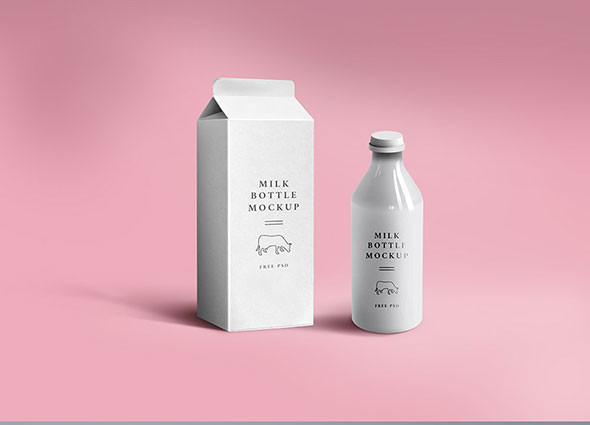 MILK
BOTTLE
MOCKUP
FREE PSD
MILK
BOTTLE
MOCKUP
FREE PSD